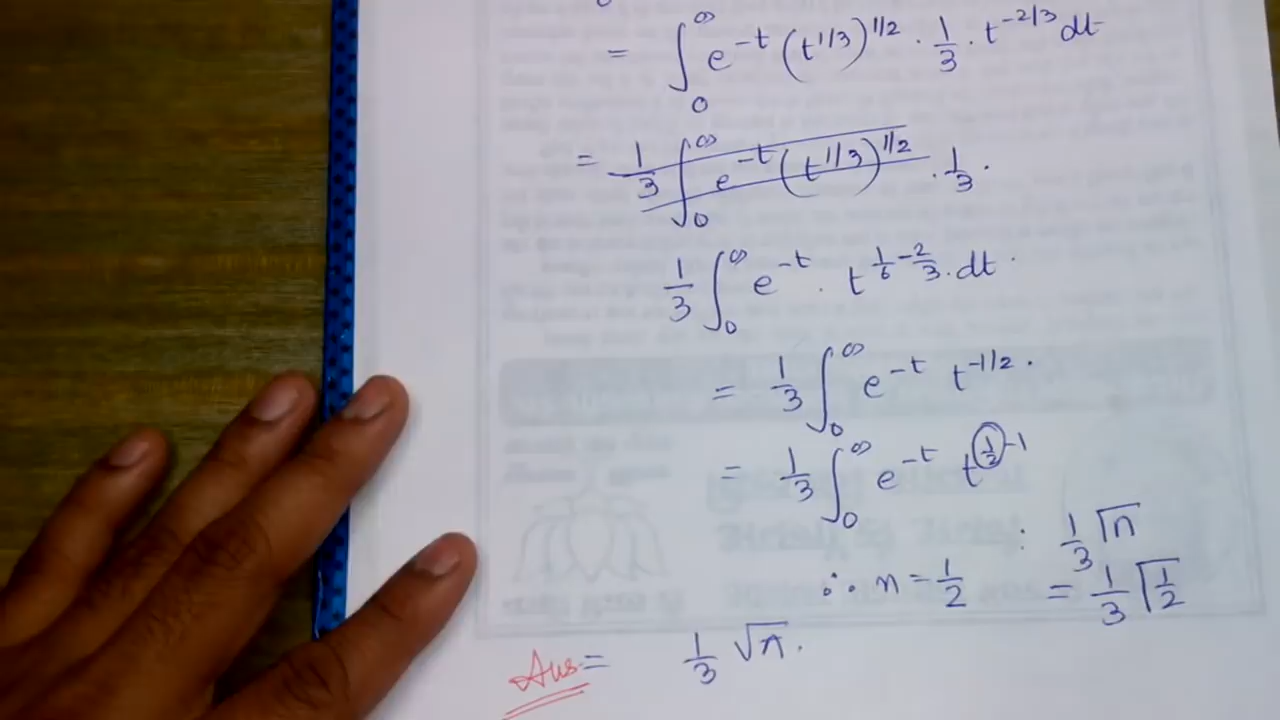 = ∫₀^∞ e^{-t} (t^{1/3})^{1/2} · 1/3 · t^{-2/3} dt
= 1/3 ∫₀^∞ e^{-t} (t^{1/3})^{1/2} · 1/3 ·
1/3 ∫₀^∞ e^{-t} · t^{1/6 - 2/3} · dt ·
= 1/3 ∫₀^∞ e^{-t} t^{-1/2} ·
= 1/3 ∫₀^∞ e^{-t} t^{1/2 - 1}
: 1/3 √n
∴ n = 1/2 = 1/3 √1/2
Ans = 1/3 √π ·